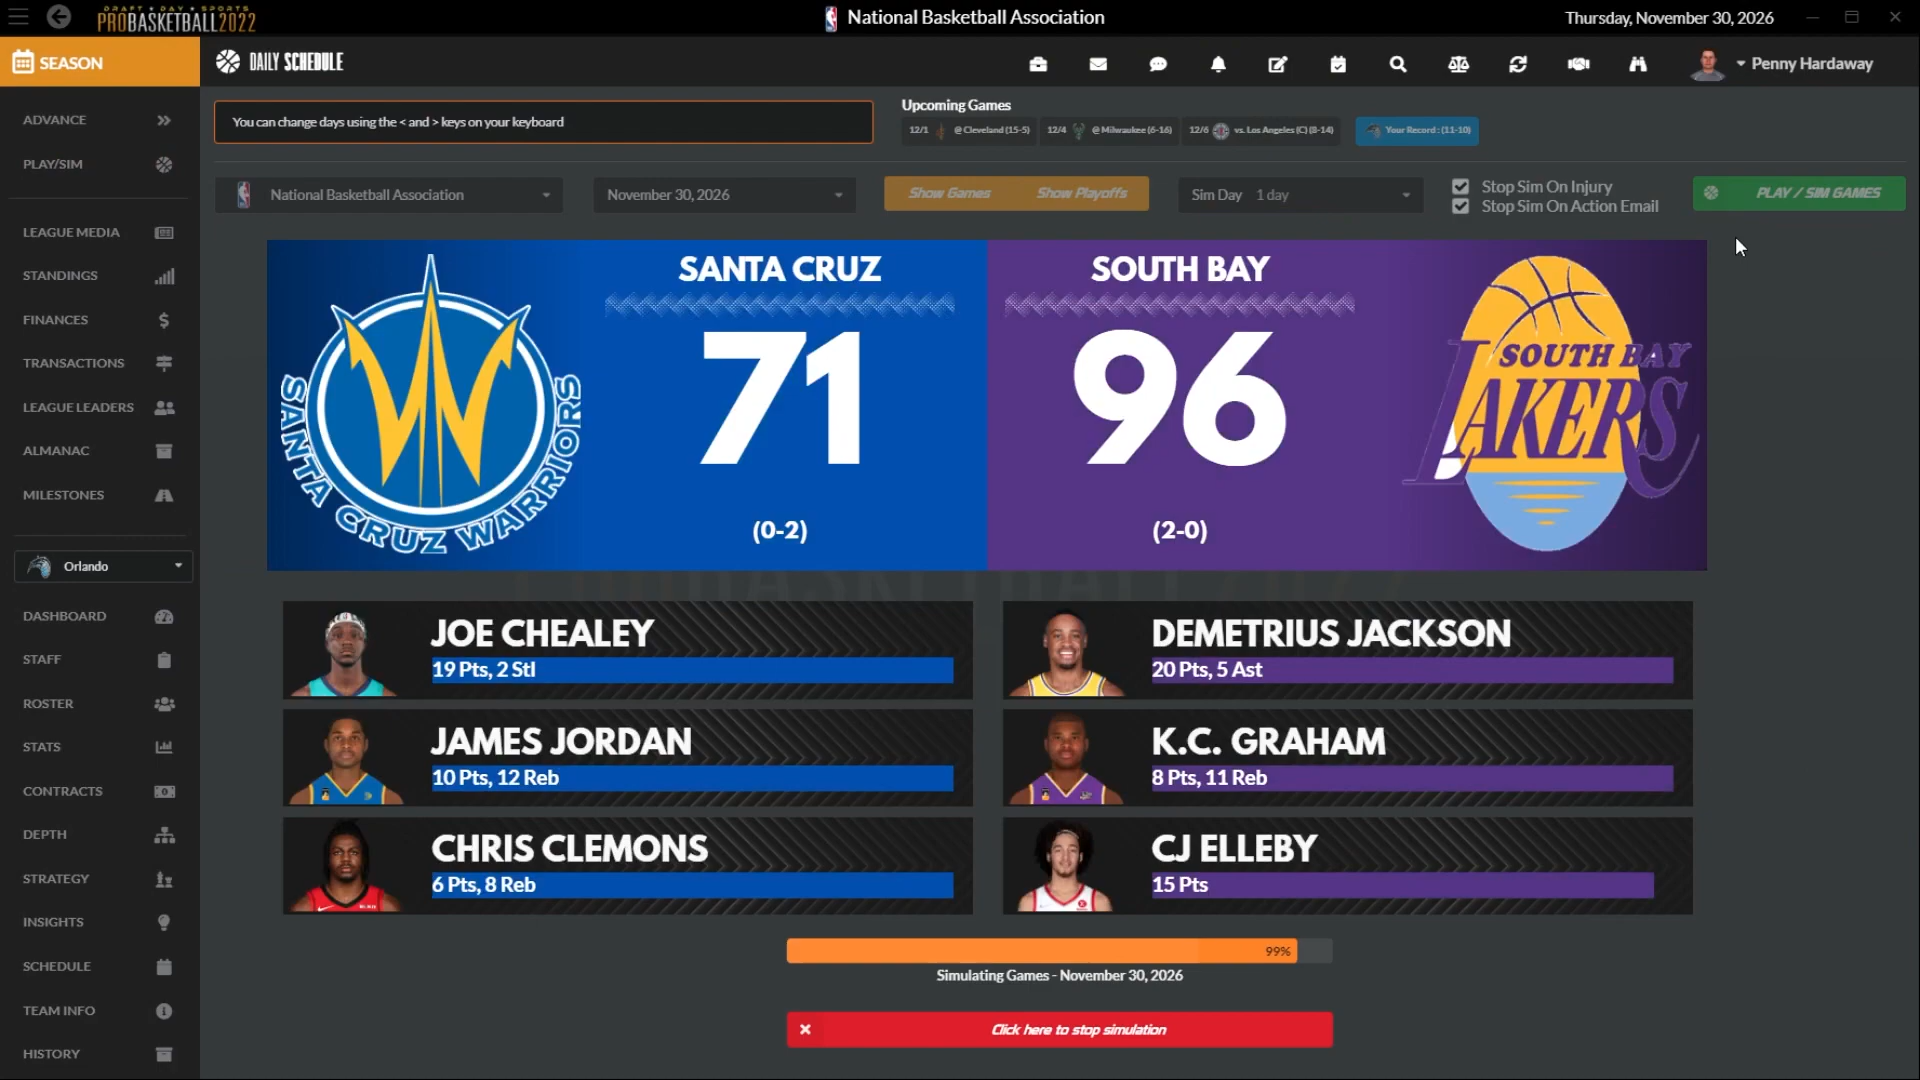 DRAFT DAY SPORTS
PROBASKETBALL2022
National Basketball Association
Thursday, November 30, 2026
SEASON
DAILY SCHEDULE
Penny Hardaway
ADVANCE
PLAY/SIM
LEAGUE MEDIA
STANDINGS
FINANCES
TRANSACTIONS
LEAGUE LEADERS
ALMANAC
MILESTONES
Orlando
DASHBOARD
STAFF
ROSTER
STATS
CONTRACTS
DEPTH
STRATEGY
INSIGHTS
SCHEDULE
TEAM INFO
HISTORY
You can change days using the < and > keys on your keyboard
Upcoming Games
12/1 @ Cleveland (15-5)
12/4 @ Milwaukee (6-16)
12/6 vs. Los Angeles (C) (8-14)
Your Record : (11-10)
National Basketball Association
November 30, 2026
Show Games
Show Playoffs
Sim Day 1 day
Stop Sim On Injury
Stop Sim On Action Email
PLAY / SIM GAMES
SANTA CRUZ WARRIORS
SANTA CRUZ
71
(0-2)
SOUTH BAY
96
(2-0)
SOUTH BAY
LAKERS
JOE CHEALEY
19 Pts, 2 Stl
JAMES JORDAN
10 Pts, 12 Reb
CHRIS CLEMONS
6 Pts, 8 Reb
DEMETRIUS JACKSON
20 Pts, 5 Ast
K.C. GRAHAM
8 Pts, 11 Reb
CJ ELLEBY
15 Pts
99%
Simulating Games - November 30, 2026
Click here to stop simulation